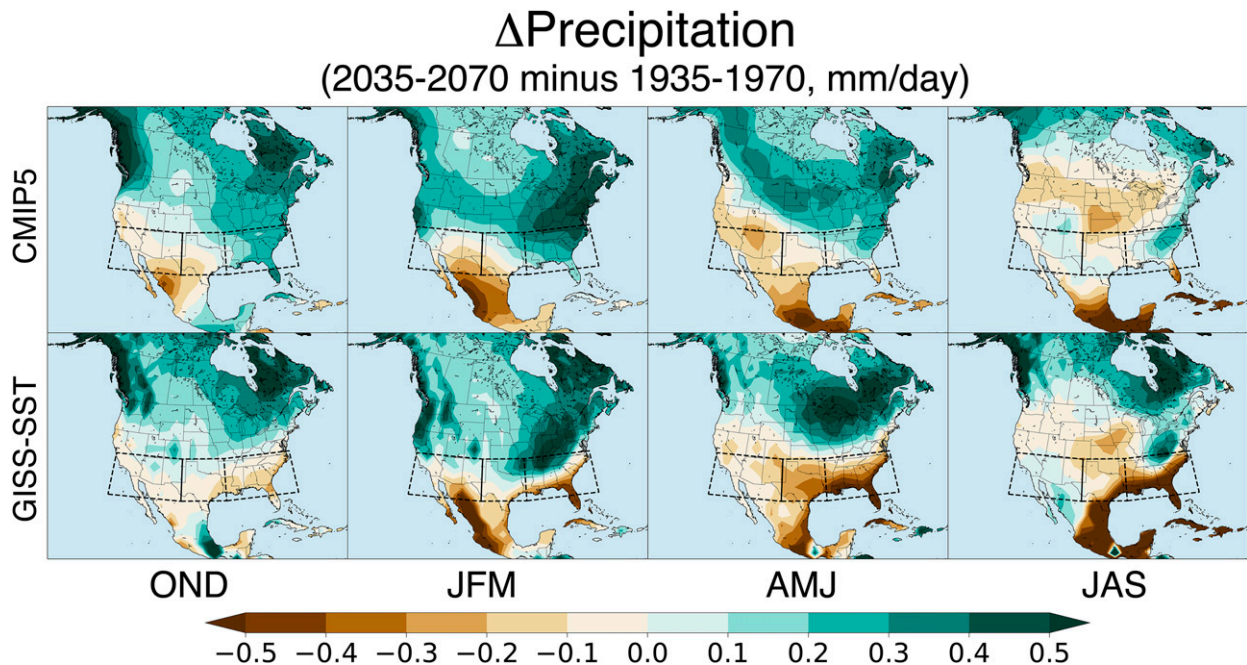 ΔPrecipitation
(2035-2070 minus 1935-1970, mm/day)
CMIP5
GISS-SST
OND JFM AMJ JAS
−0.5 −0.4 −0.3 −0.2 −0.1 0.0 0.1 0.2 0.3 0.4 0.5